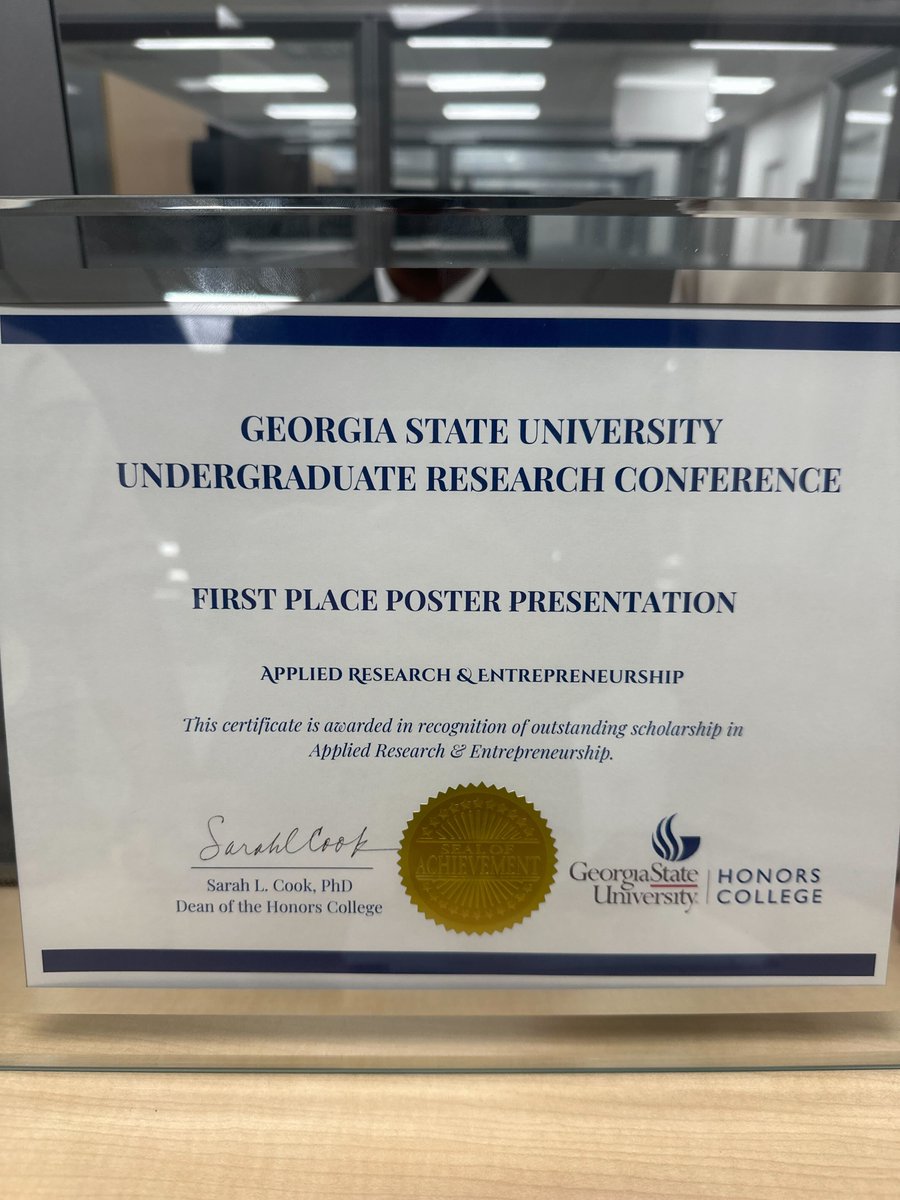 GEORGIA STATE UNIVERSITY
UNDERGRADUATE RESEARCH CONFERENCE
FIRST PLACE POSTER PRESENTATION
APPLIED RESEARCH & ENTREPRENEURSHIP
This certificate is awarded in recognition of outstanding scholarship in
Applied Research & Entrepreneurship.
Sarah L Cook
Sarah L. Cook, PhD
Dean of the Honors College
SEAL OF
ACHIEVEMENT
GeorgiaState
University
HONORS
COLLEGE